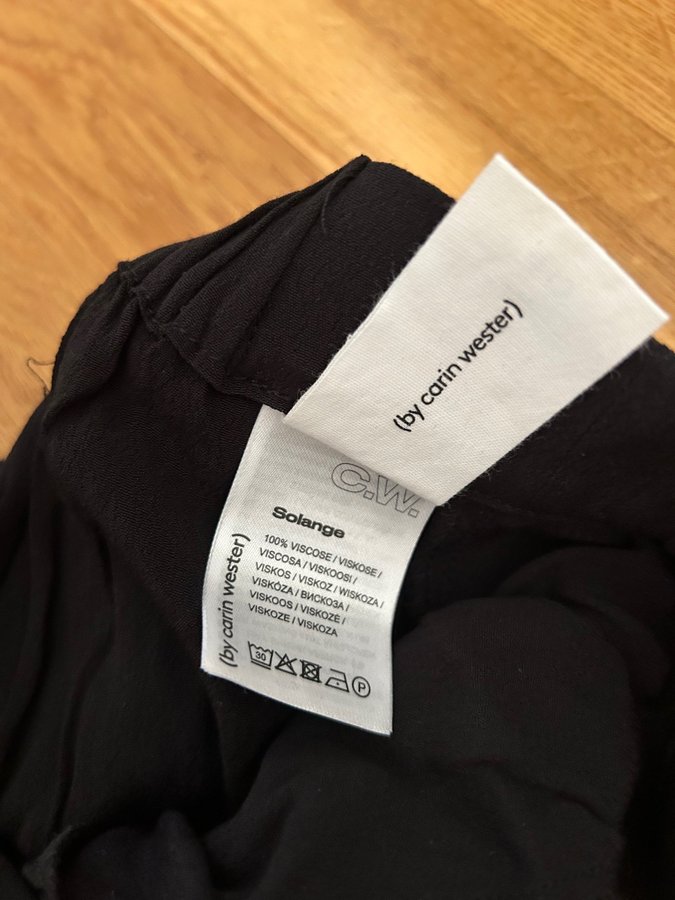 (by carin wester)
C.W.
Solange
100% VISCOSE / VISKOSE /
VISCOSA / VISKOOSI /
VISKOS / VISKOZ / WISKOZA /
VISKÓZA / ВИСКОЗА /
VISKOOS / VISKOZĖ /
VISKOZE / VISKOZA
(by carin wester)
30
P